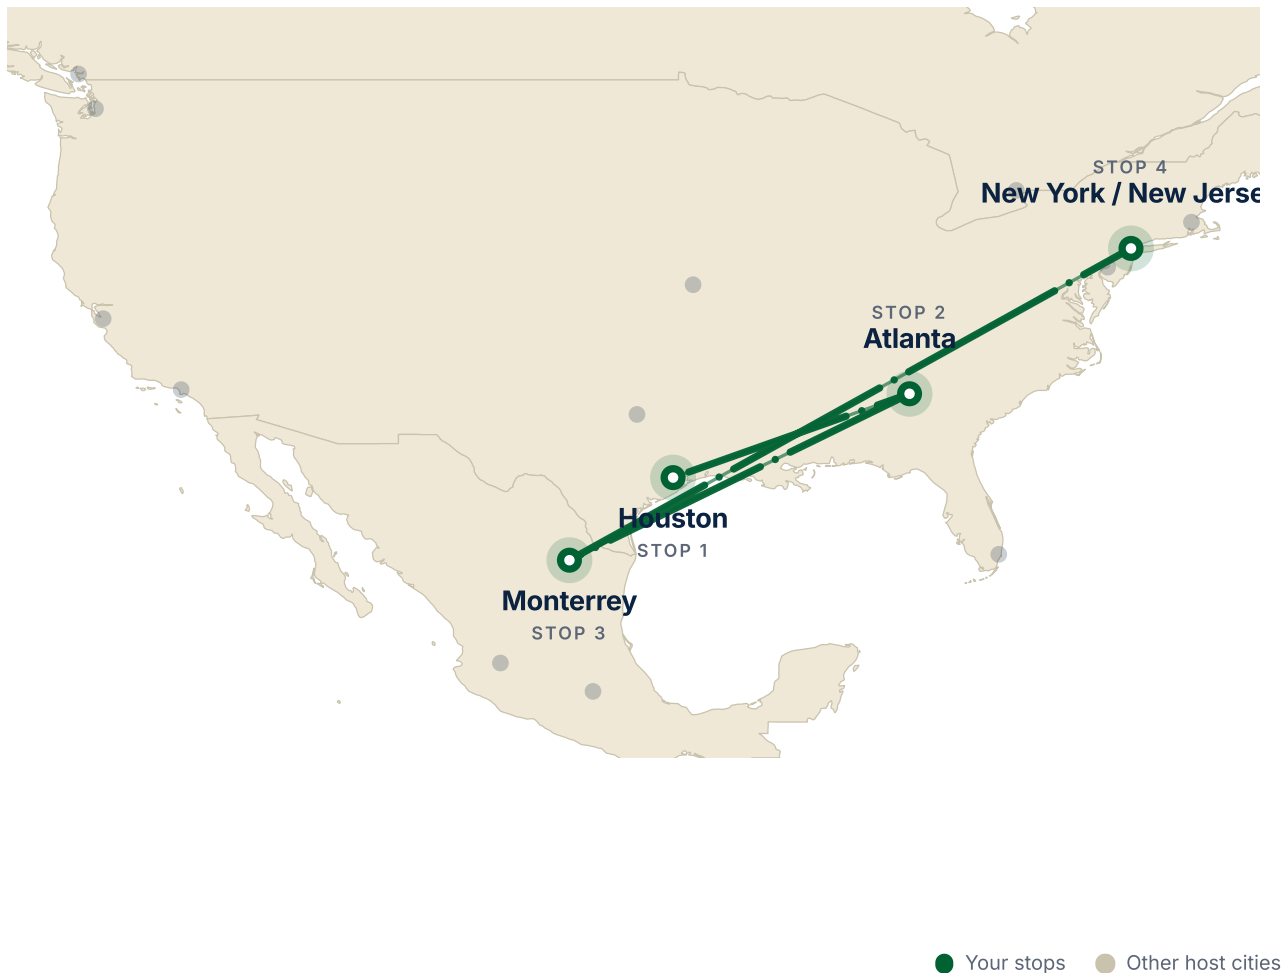 STOP 4
New York / New Jerse
STOP 2
Atlanta
Houston
STOP 1
Monterrey
STOP 3
Your stops
Other host cities